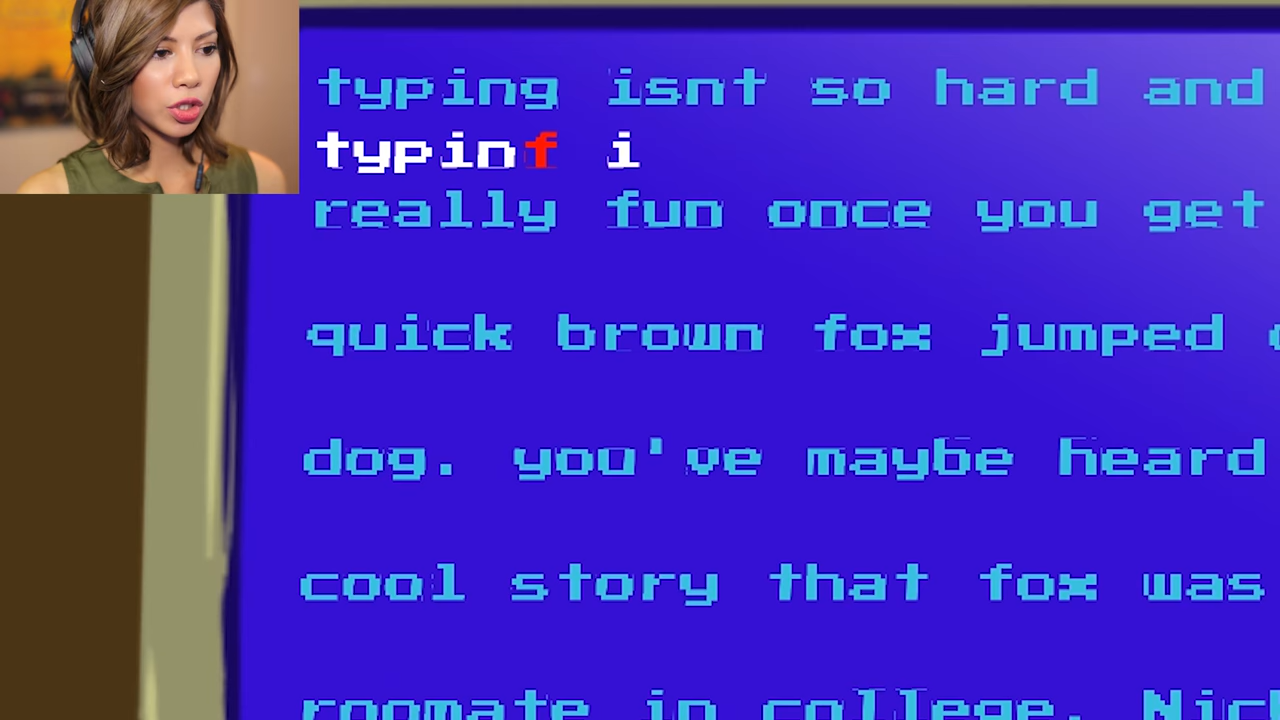 typing isnt so hard and
typinf i
really fun once you get
quick brown fox jumped
dog. you've maybe heard
cool story that fox was
roomate in college. Nick